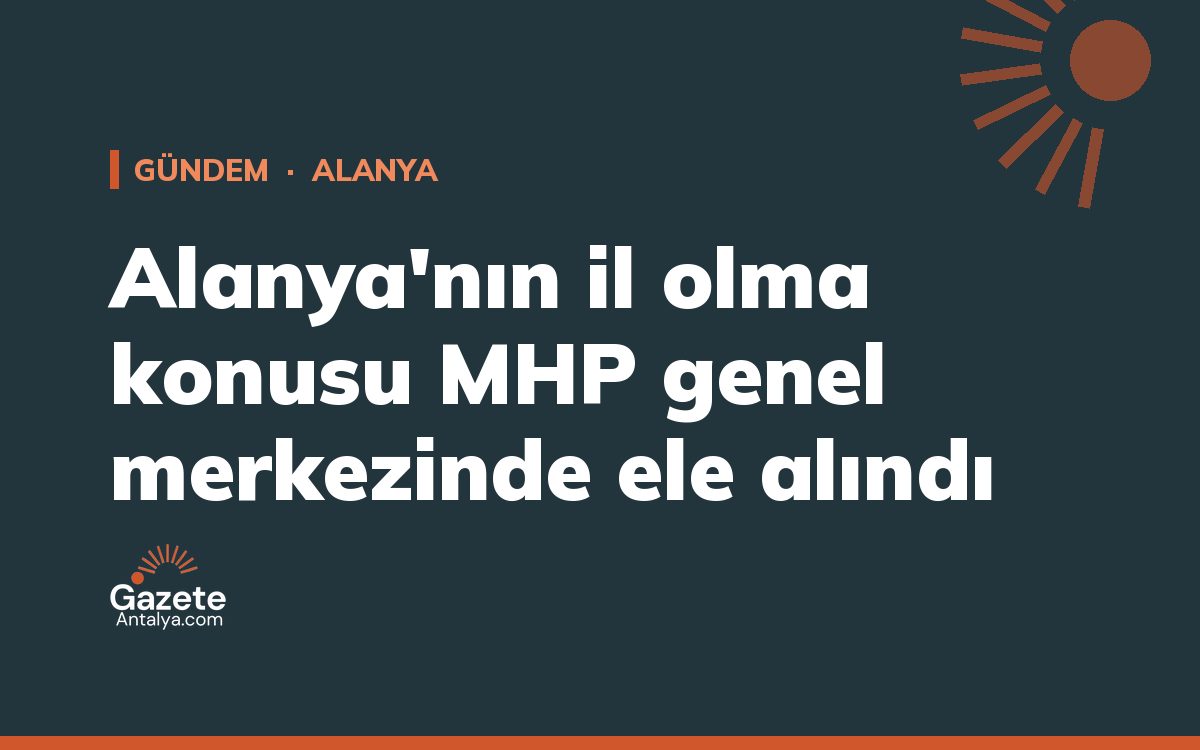 GÜNDEM · ALANYA
Alanya'nın il olma
konusu MHP genel
merkezinde ele alındı
Gazete
Antalya.com